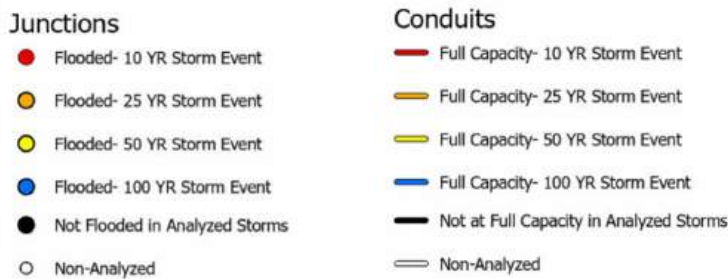 Junctions
Flooded- 10 YR Storm Event
Flooded- 25 YR Storm Event
Flooded- 50 YR Storm Event
Flooded- 100 YR Storm Event
Not Flooded in Analyzed Storms
Non-Analyzed
Conduits
Full Capacity- 10 YR Storm Event
Full Capacity- 25 YR Storm Event
Full Capacity- 50 YR Storm Event
Full Capacity- 100 YR Storm Event
Not at Full Capacity in Analyzed Storms
Non-Analyzed